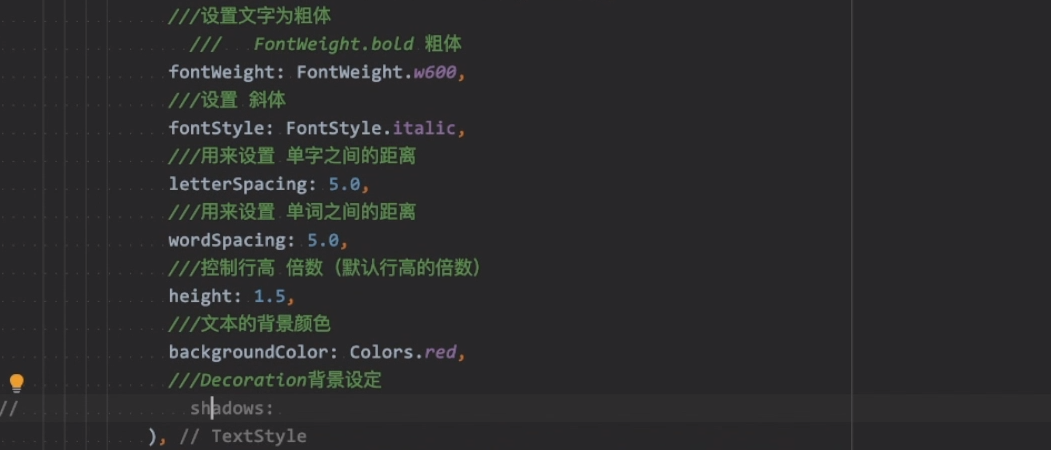 ///设置文字为粗体
///   FontWeight.bold 粗体
fontWeight: FontWeight.w600,
///设置 斜体
fontStyle: FontStyle.italic,
///用来设置 单字之间的距离
letterSpacing: 5.0,
///用来设置 单词之间的距离
wordSpacing: 5.0,
///控制行高 倍数（默认行高的倍数）
height: 1.5,
///文本的背景颜色
backgroundColor: Colors.red,
///Decoration背景设定
//                shadows:
), // TextStyle